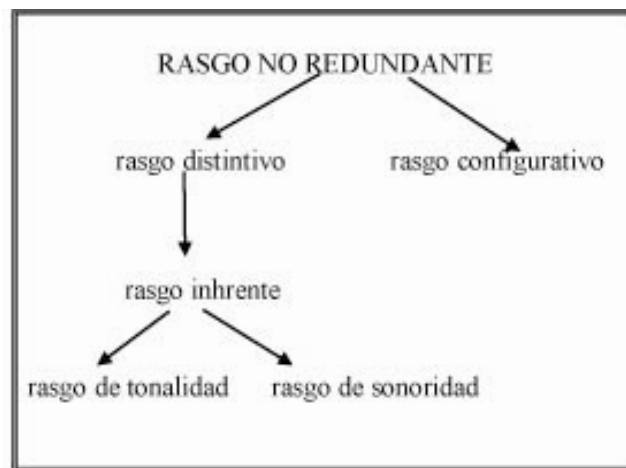 RASGO NO REDUNDANTE
rasgo distintivo rasgo configurativo
rasgo inhrente
rasgo de tonalidad rasgo de sonoridad